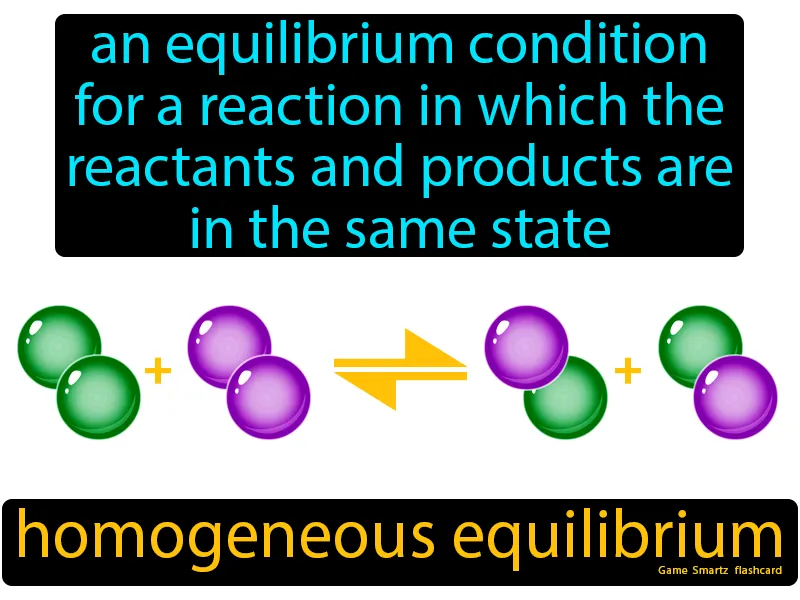 an equilibrium condition
for a reaction in which the
reactants and products are
in the same state
+ +
homogeneous equilibrium
Game Smartz flashcard